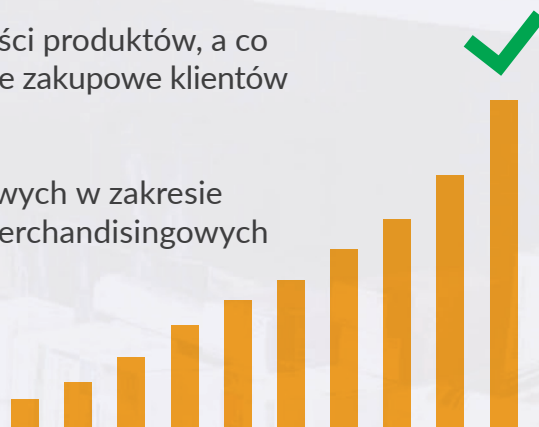 ści produktów, a co
e zakupowe klientów
wych w zakresie
erchandisingowych